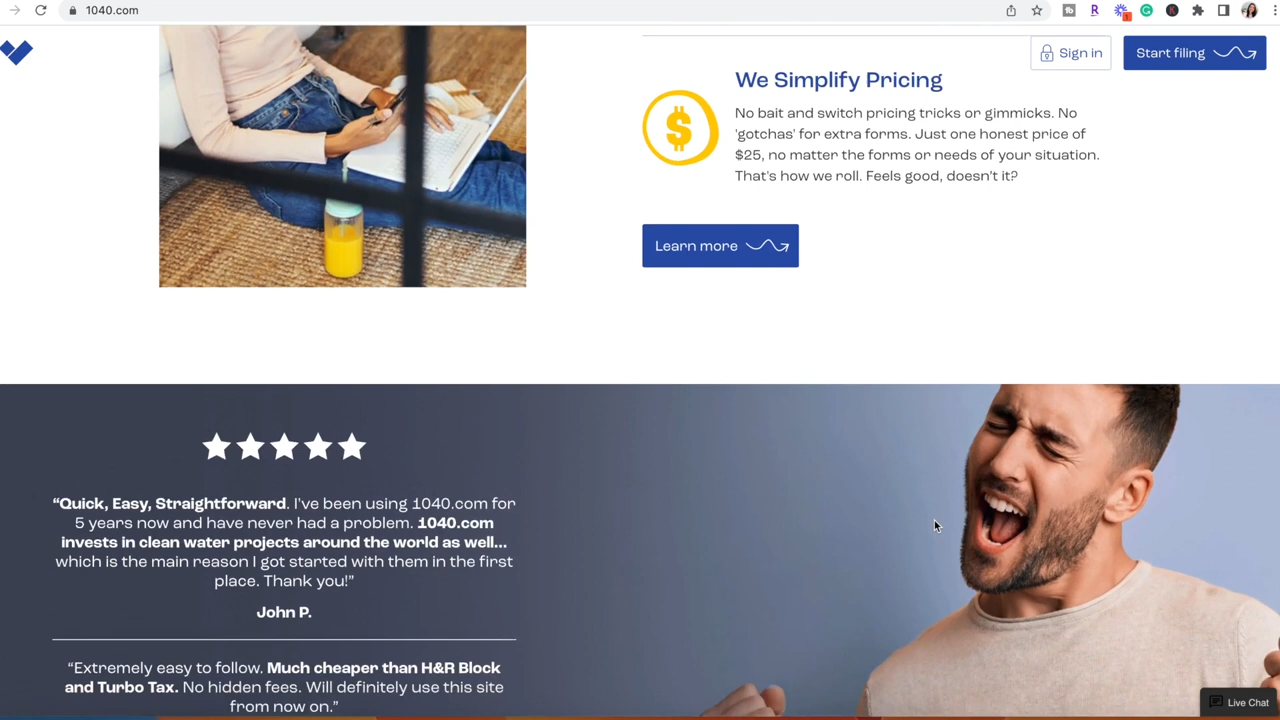 1040.com
Sign in
Start filing
We Simplify Pricing
$
No bait and switch pricing tricks or gimmicks. No
'gotchas' for extra forms. Just one honest price of
$25, no matter the forms or needs of your situation.
That's how we roll. Feels good, doesn't it?
Learn more
“Quick, Easy, Straightforward. I've been using 1040.com for
5 years now and have never had a problem. 1040.com
invests in clean water projects around the world as well...
which is the main reason I got started with them in the first
place. Thank you!”
John P.
“Extremely easy to follow. Much cheaper than H&R Block
and Turbo Tax. No hidden fees. Will definitely use this site
from now on.”
Live Chat